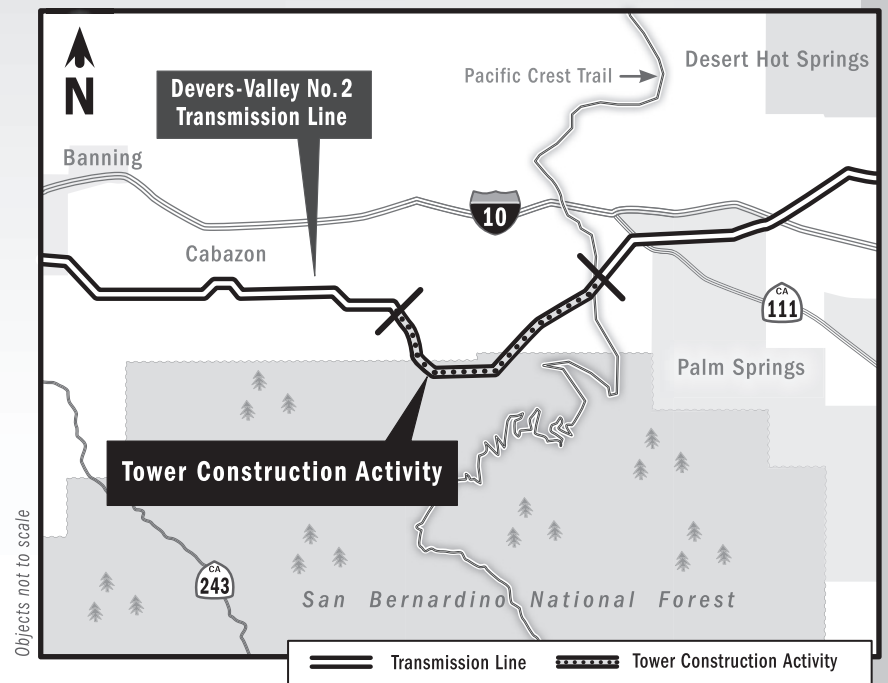 N
Devers-Valley No. 2
Transmission Line
Pacific Crest Trail
Desert Hot Springs
Banning
10
Cabazon
CA
111
Palm Springs
Tower Construction Activity
CA
243
San Bernardino National Forest
Objects not to scale
Transmission Line
Tower Construction Activity